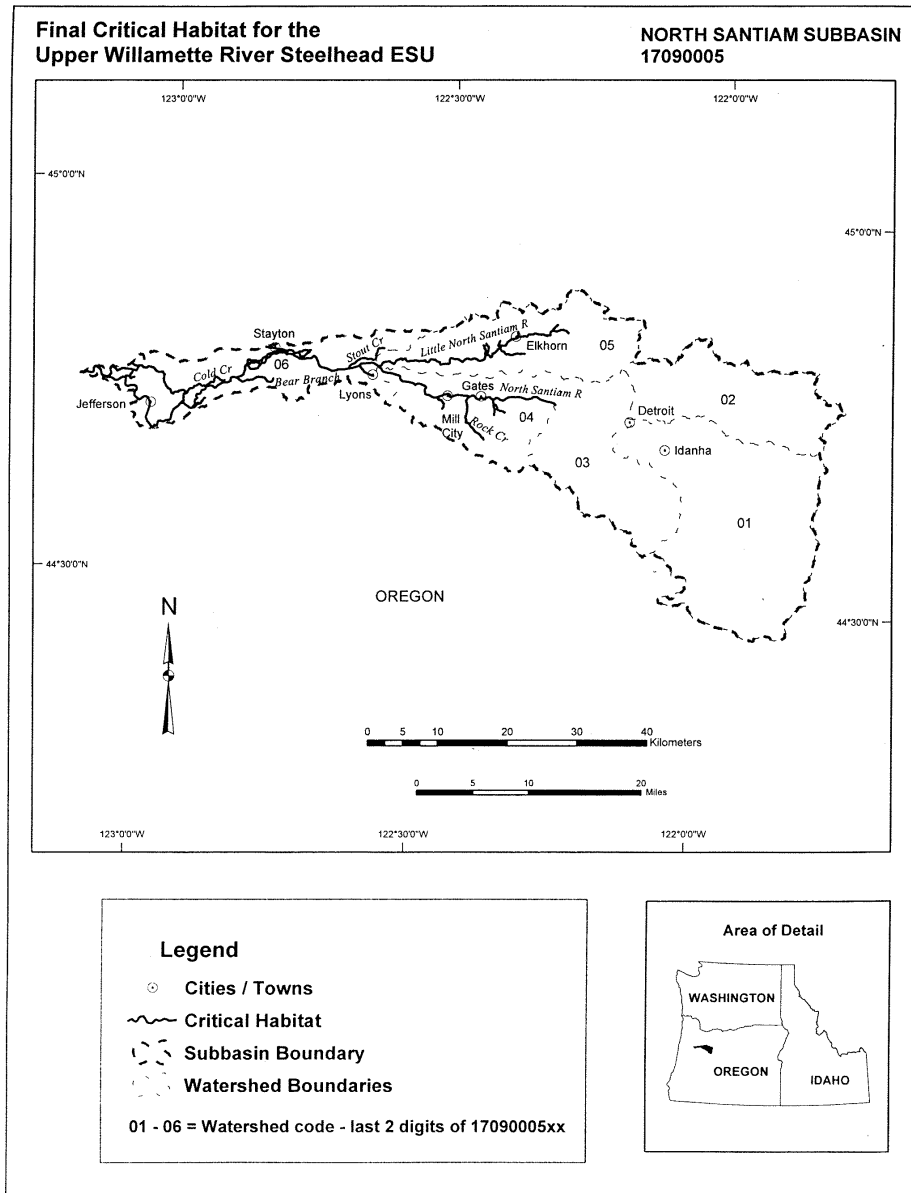 Final Critical Habitat for the
Upper Willamette River Steelhead ESU
NORTH SANTIAM SUBBASIN
17090005
123°0'0"W
122°30'0"W
122°0'0"W
45°0'0"N
45°0'0"N
Stayton
Stout Cr
Little North Santiam R
05
Elkhorn
Cold Cr
06
Bear Branch
Lyons
Gates
North Santiam R
02
Jefferson
Mill
City
Rock Cr
04
Detroit
Idanha
03
01
44°30'0"N
44°30'0"N
OREGON
N
0 5 10 20 30 40
Kilometers
0 5 10 20
Miles
123°0'0"W
122°30'0"W
122°0'0"W
Legend
Cities / Towns
Critical Habitat
Subbasin Boundary
Watershed Boundaries
01 - 06 = Watershed code - last 2 digits of 17090005xx
Area of Detail
WASHINGTON
OREGON
IDAHO